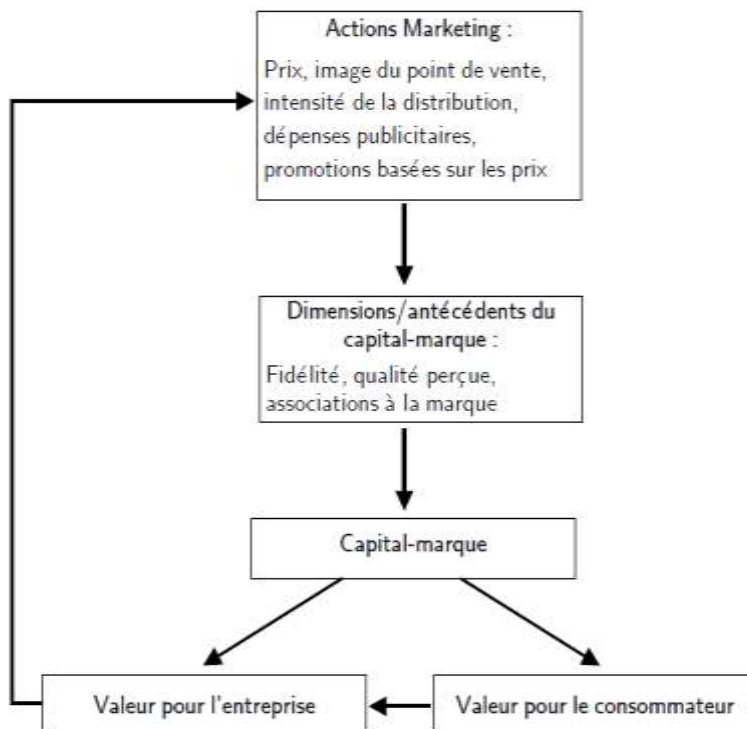 Actions Marketing :
Prix, image du point de vente,
intensité de la distribution,
dépenses publicitaires,
promotions basées sur les prix
Dimensions/antécédents du
capital-marque :
Fidélité, qualité perçue,
associations à la marque
Capital-marque
Valeur pour l'entreprise
Valeur pour le consommateur